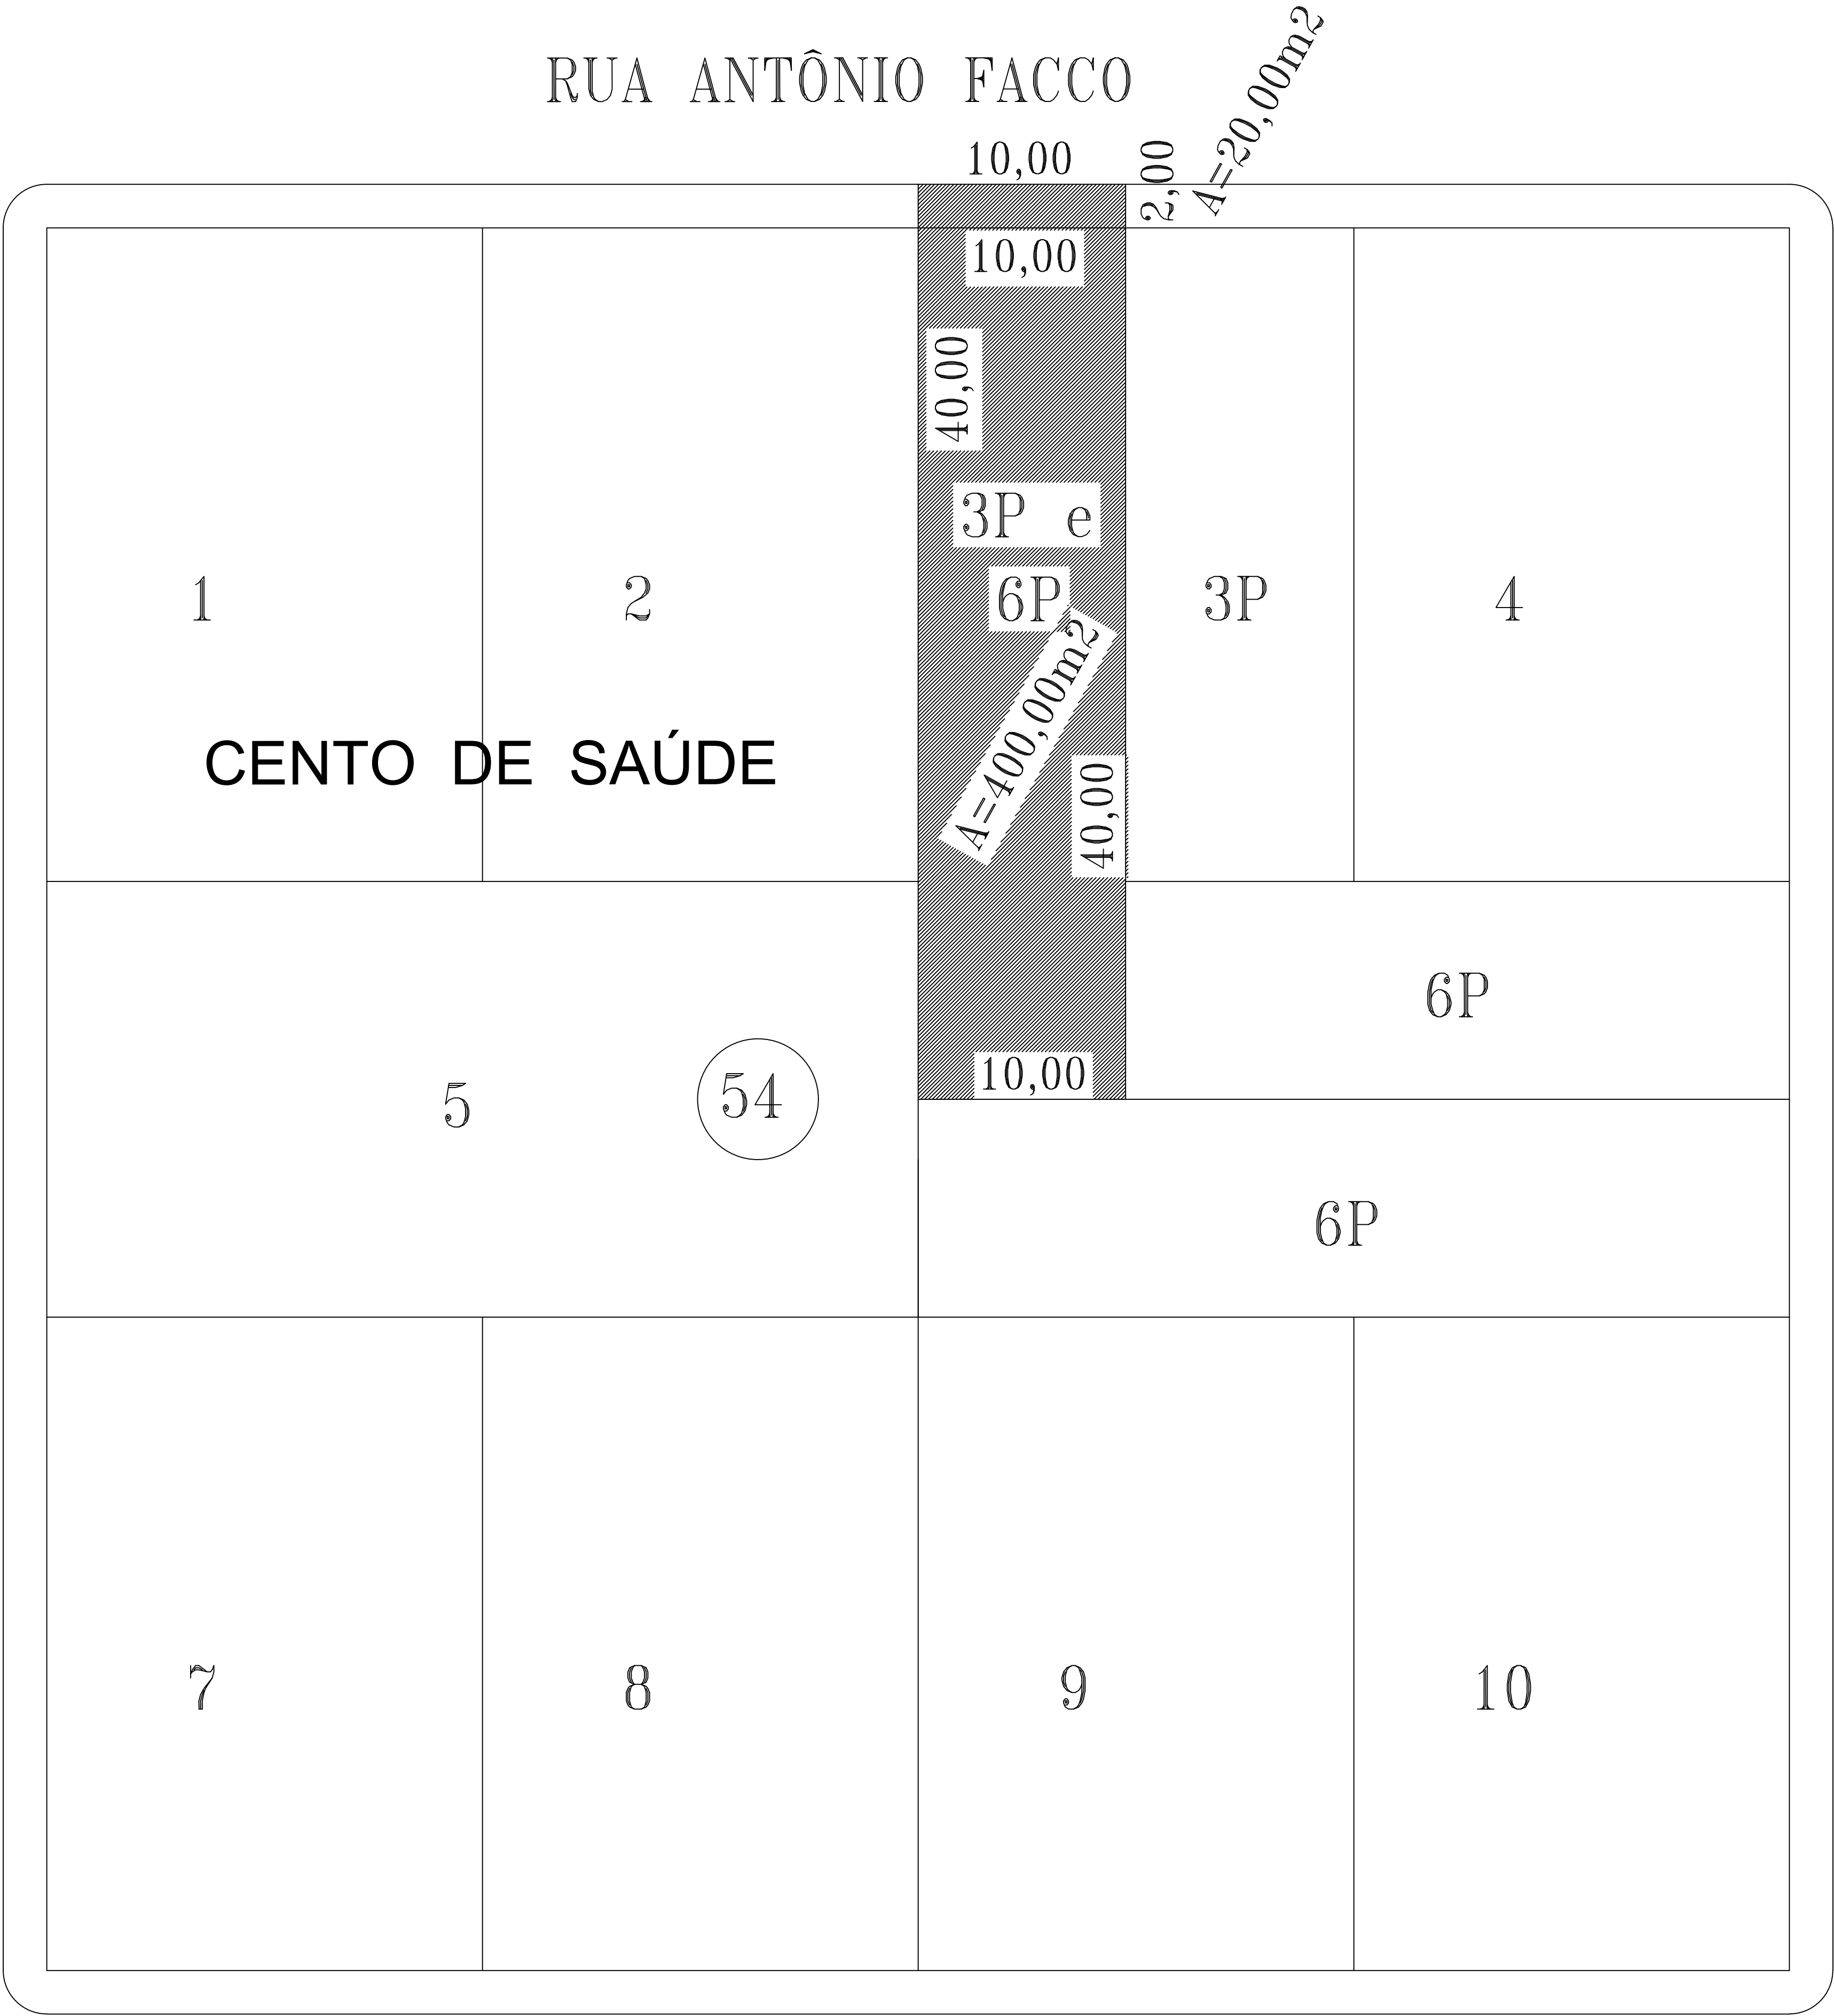 RUA ANTÔNIO FACCO
A=20,00m2
10,00
2,00
10,00
40,00
3P e
6P
1
2
3P
4
A=400,00m2
CENTO DE SAÚDE
40,00
6P
10,00
5
54
6P
7
8
9
10